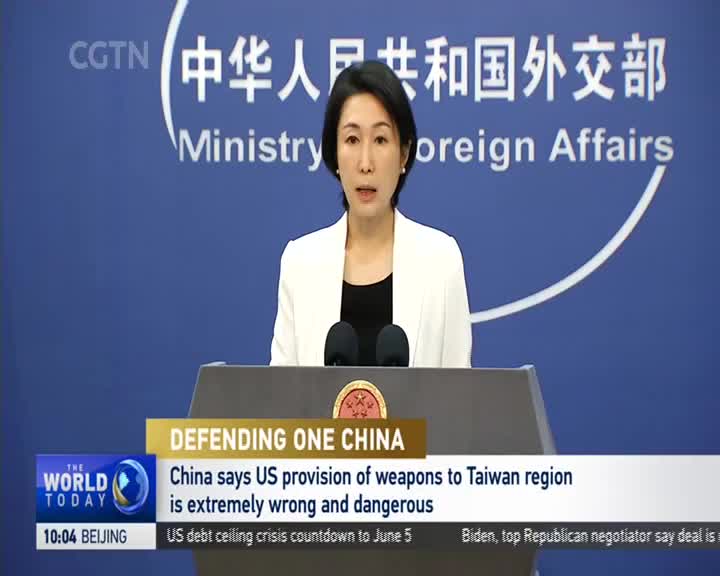 CGTN
中华人民共和国外交部
Ministry Foreign Affairs
DEFENDING ONE CHINA
THE
WORLD
TODAY
China says US provision of weapons to Taiwan region
is extremely wrong and dangerous
10:04 BEIJING
US debt ceiling crisis countdown to June 5 Biden, top Republican negotiator say deal is